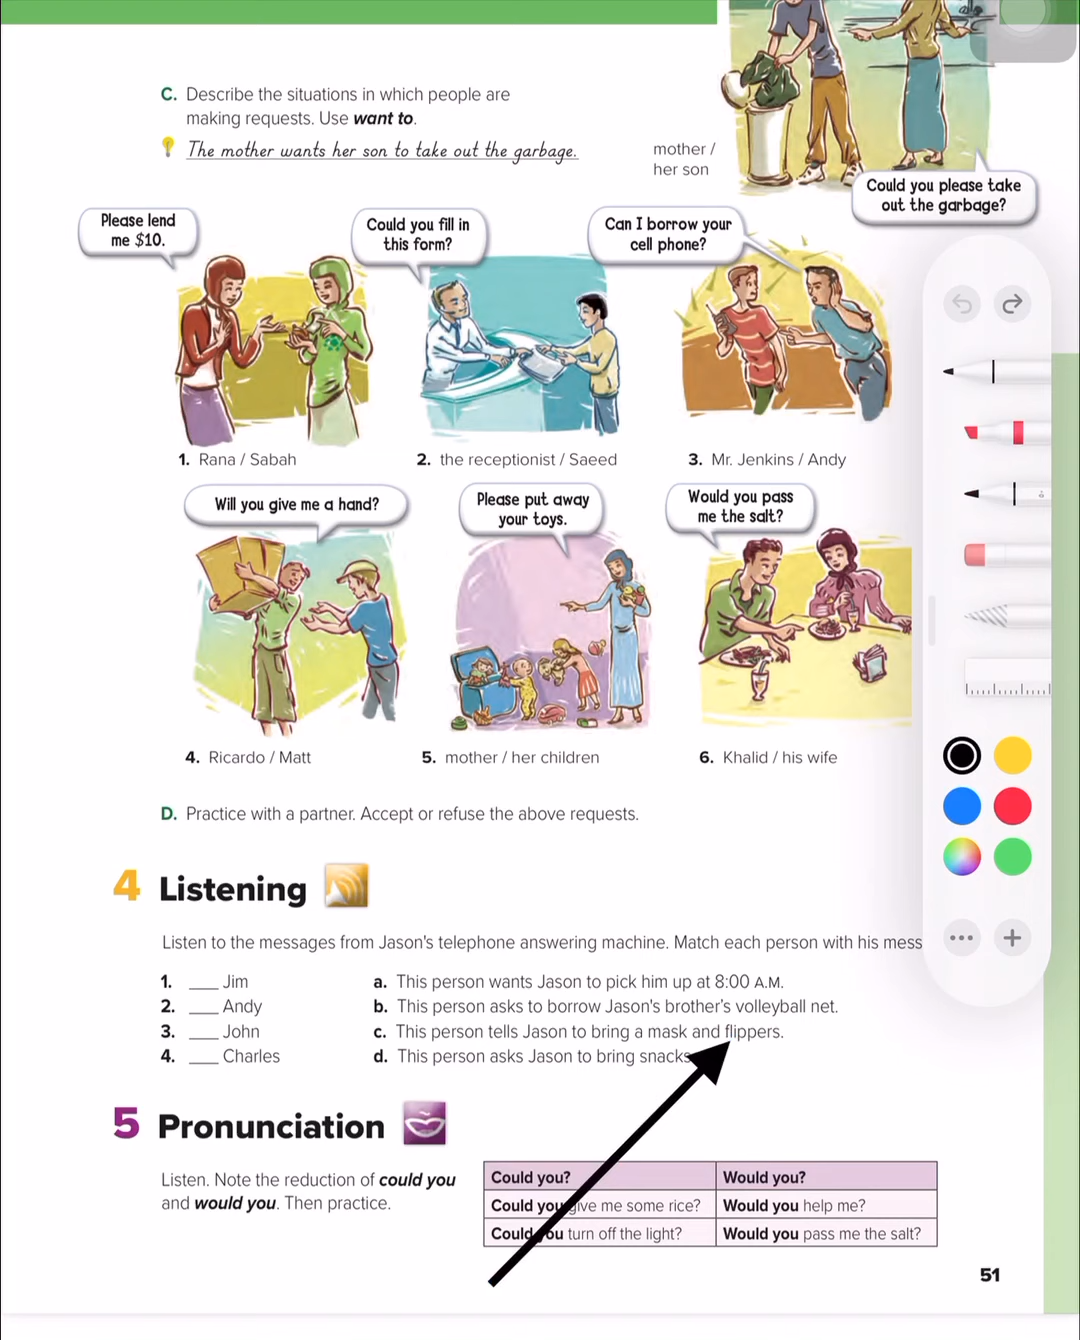 C. Describe the situations in which people are
making requests. Use want to.
The mother wants her son to take out the garbage.
mother /
her son
Could you please take
out the garbage?
Please lend
me $10.
Could you fill in
this form?
Can I borrow your
cell phone?
1. Rana / Sabah
2. the receptionist / Saeed
3. Mr. Jenkins / Andy
Will you give me a hand?
Please put away
your toys.
Would you pass
me the salt?
4. Ricardo / Matt
5. mother / her children
6. Khalid / his wife
D. Practice with a partner. Accept or refuse the above requests.
4 Listening
Listen to the messages from Jason's telephone answering machine. Match each person with his mess
1. ____ Jim
2. ____ Andy
3. ____ John
4. ____ Charles
a. This person wants Jason to pick him up at 8:00 A.M.
b. This person asks to borrow Jason's brother's volleyball net.
c. This person tells Jason to bring a mask and flippers.
d. This person asks Jason to bring snacks
5 Pronunciation
Listen. Note the reduction of could you
and would you. Then practice.
Could you? Would you?
Could you give me some rice? Would you help me?
Could you turn off the light? Would you pass me the salt?
51